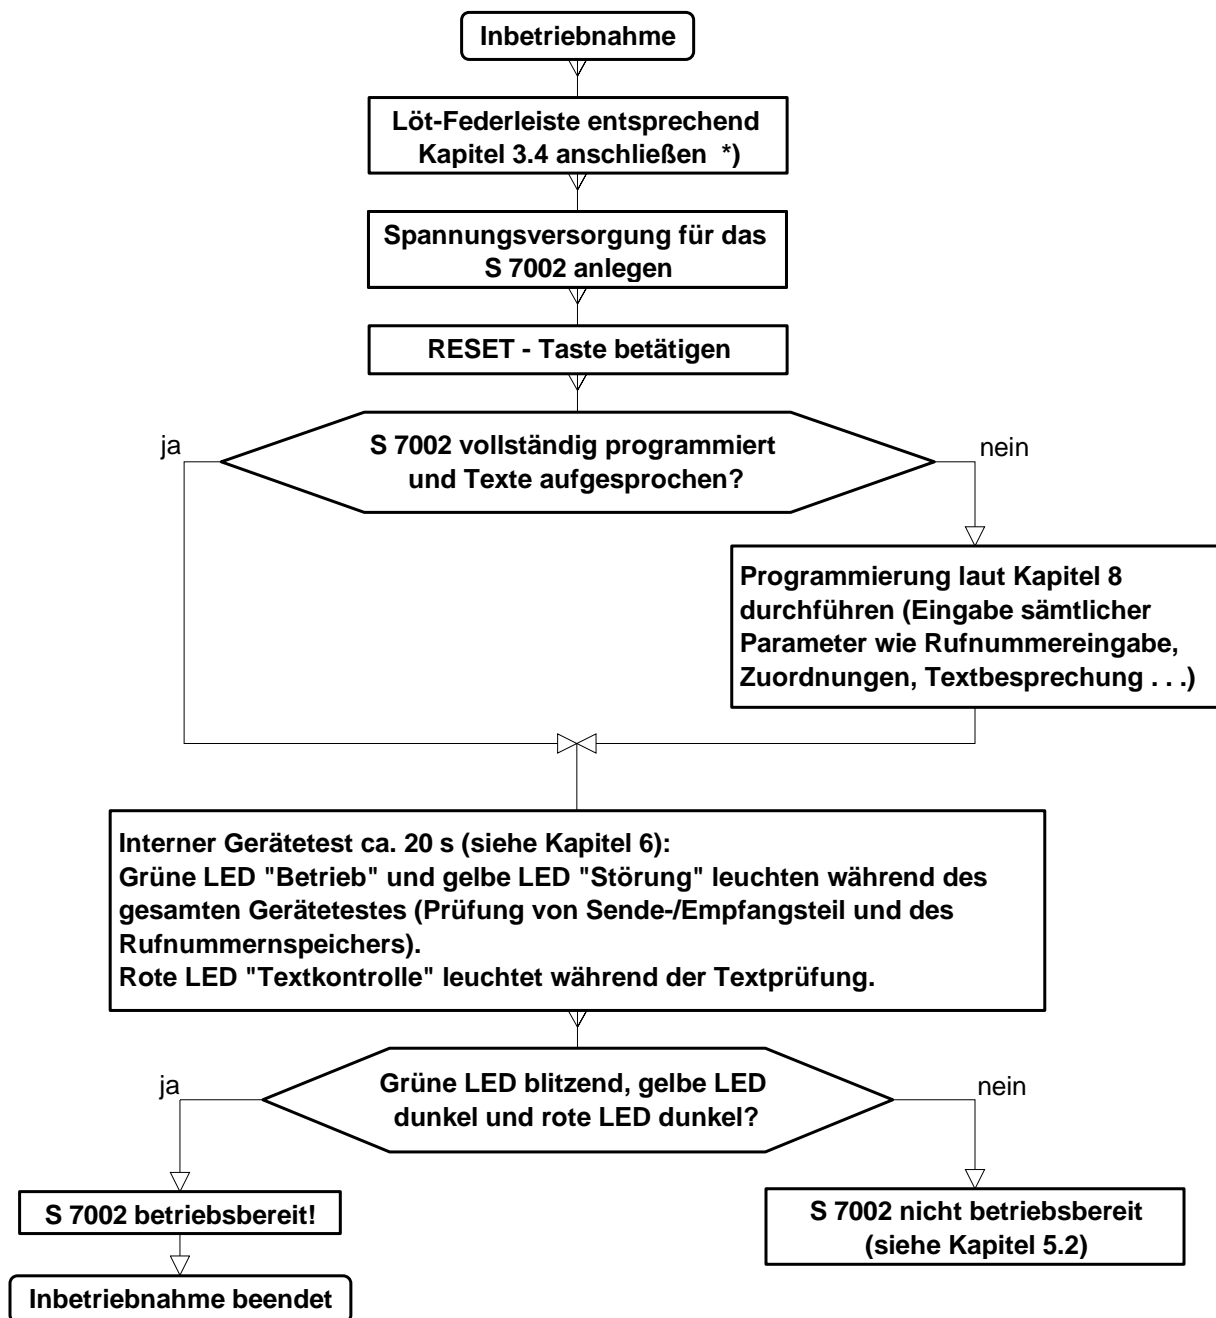 Inbetriebnahme
Löt-Federleiste entsprechend
Kapitel 3.4 anschließen *)
Spannungsversorgung für das
S 7002 anlegen
RESET - Taste betätigen
ja
S 7002 vollständig programmiert
und Texte aufgesprochen?
nein
Programmierung laut Kapitel 8
durchführen (Eingabe sämtlicher
Parameter wie Rufnummereingabe,
Zuordnungen, Textbesprechung . . .)
Interner Gerätetest ca. 20 s (siehe Kapitel 6):
Grüne LED "Betrieb" und gelbe LED "Störung" leuchten während des
gesamten Gerätetestes (Prüfung von Sende-/Empfangsteil und des
Rufnummernspeichers).
Rote LED "Textkontrolle" leuchtet während der Textprüfung.
ja
Grüne LED blitzend, gelbe LED
dunkel und rote LED dunkel?
nein
S 7002 betriebsbereit!
S 7002 nicht betriebsbereit
(siehe Kapitel 5.2)
Inbetriebnahme beendet